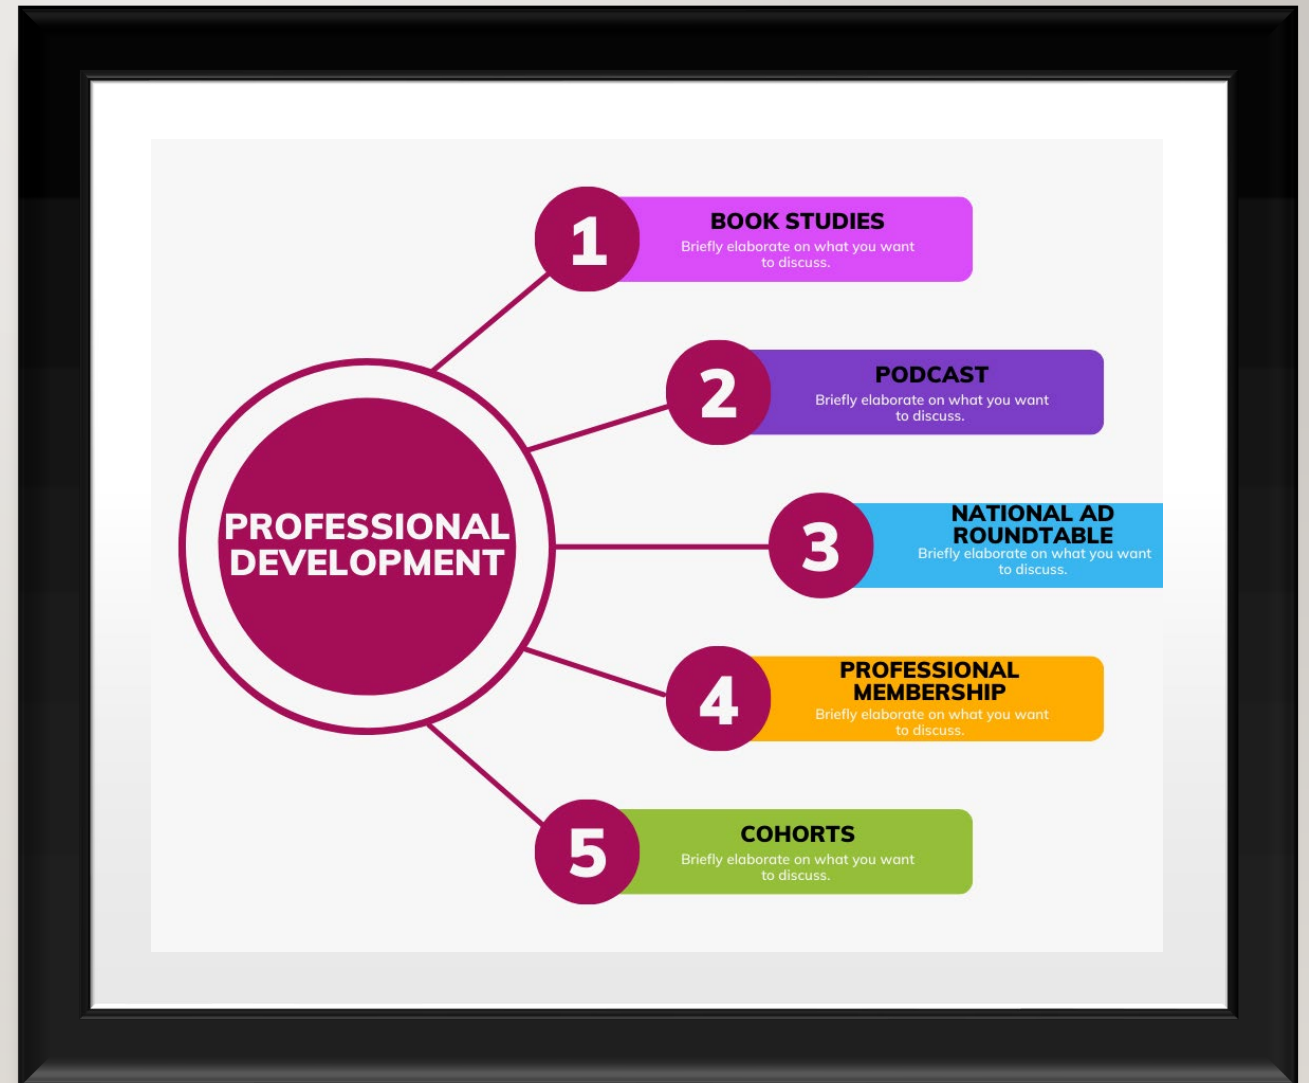 1
BOOK STUDIES
Briefly elaborate on what you want
to discuss.
2
PODCAST
Briefly elaborate on what you want
to discuss.
PROFESSIONAL
DEVELOPMENT
3
NATIONAL AD
ROUNDTABLE
Briefly elaborate on what you want
to discuss.
4
PROFESSIONAL
MEMBERSHIP
Briefly elaborate on what you want
to discuss.
5
COHORTS
Briefly elaborate on what you want
to discuss.